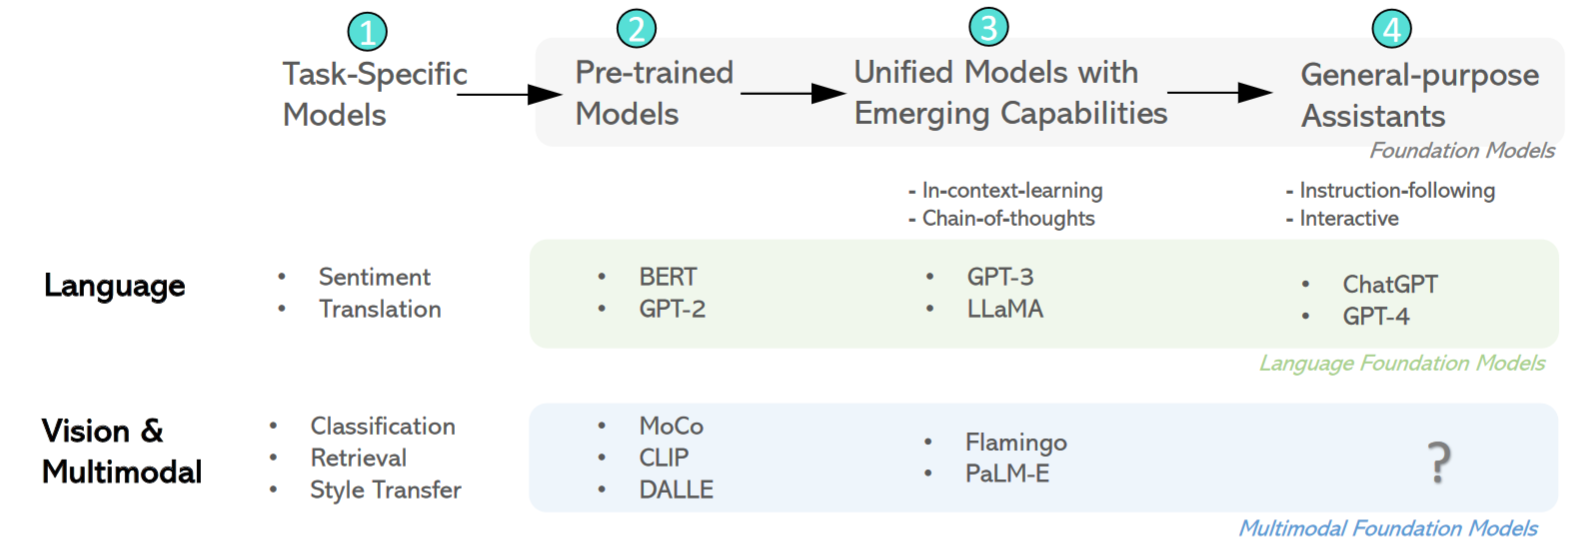 1
2
3
4
Task-Specific
Models
Pre-trained
Models
Unified Models with
Emerging Capabilities
General-purpose
Assistants
Foundation Models
- In-context-learning
- Chain-of-thoughts
- Instruction-following
- Interactive
Language
• Sentiment
• Translation
• BERT
• GPT-2
• GPT-3
• LLaMA
• ChatGPT
• GPT-4
Language Foundation Models
Vision &
Multimodal
• Classification
• Retrieval
• Style Transfer
• MoCo
• CLIP
• DALLE
• Flamingo
• PaLM-E
?
Multimodal Foundation Models